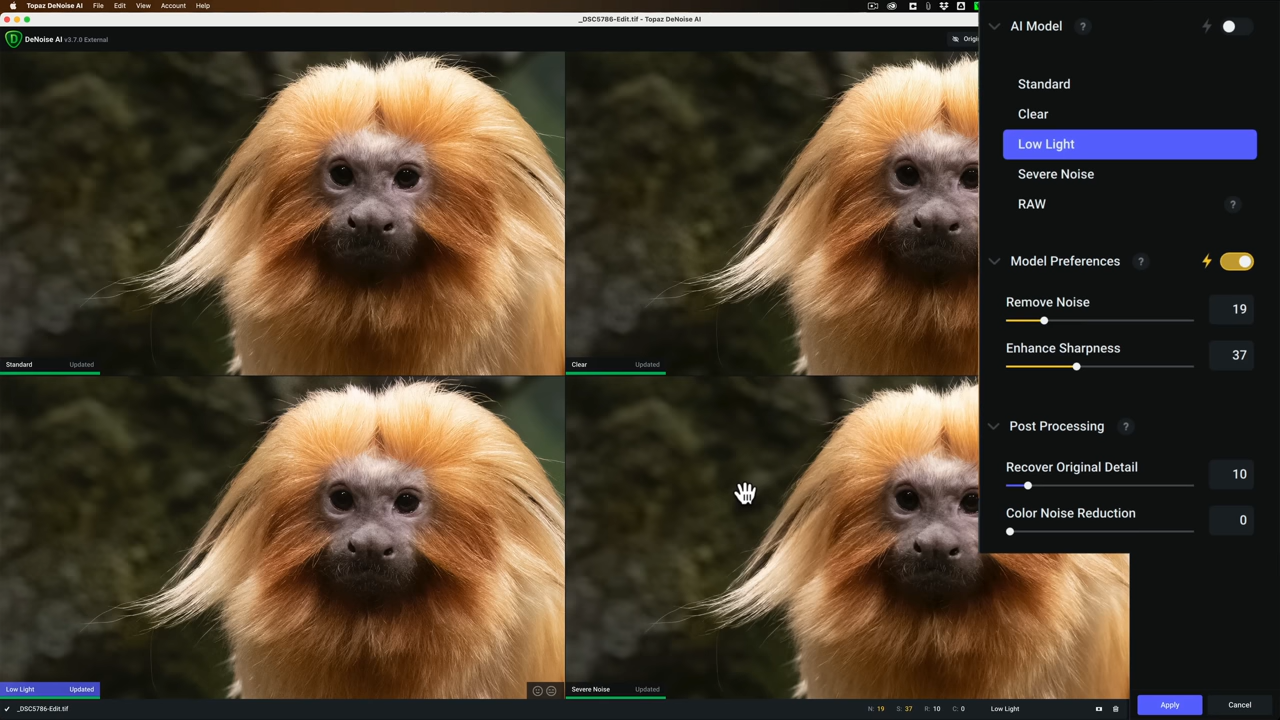 Topaz DeNoise AI File Edit View Account Help
_DSC5786-Edit.tif - Topaz DeNoise AI
DeNoise AI v3.7.0 External
AI Model ?
Standard
Clear
Low Light
Severe Noise
RAW ?
Model Preferences ?
Remove Noise 19
Enhance Sharpness 37
Post Processing ?
Recover Original Detail 10
Color Noise Reduction 0
Standard Updated
Clear Updated
Low Light Updated
Severe Noise Updated
_DSC5786-Edit.tif
N: 19 S: 37 R: 10 C: 0 Low Light
Apply Cancel